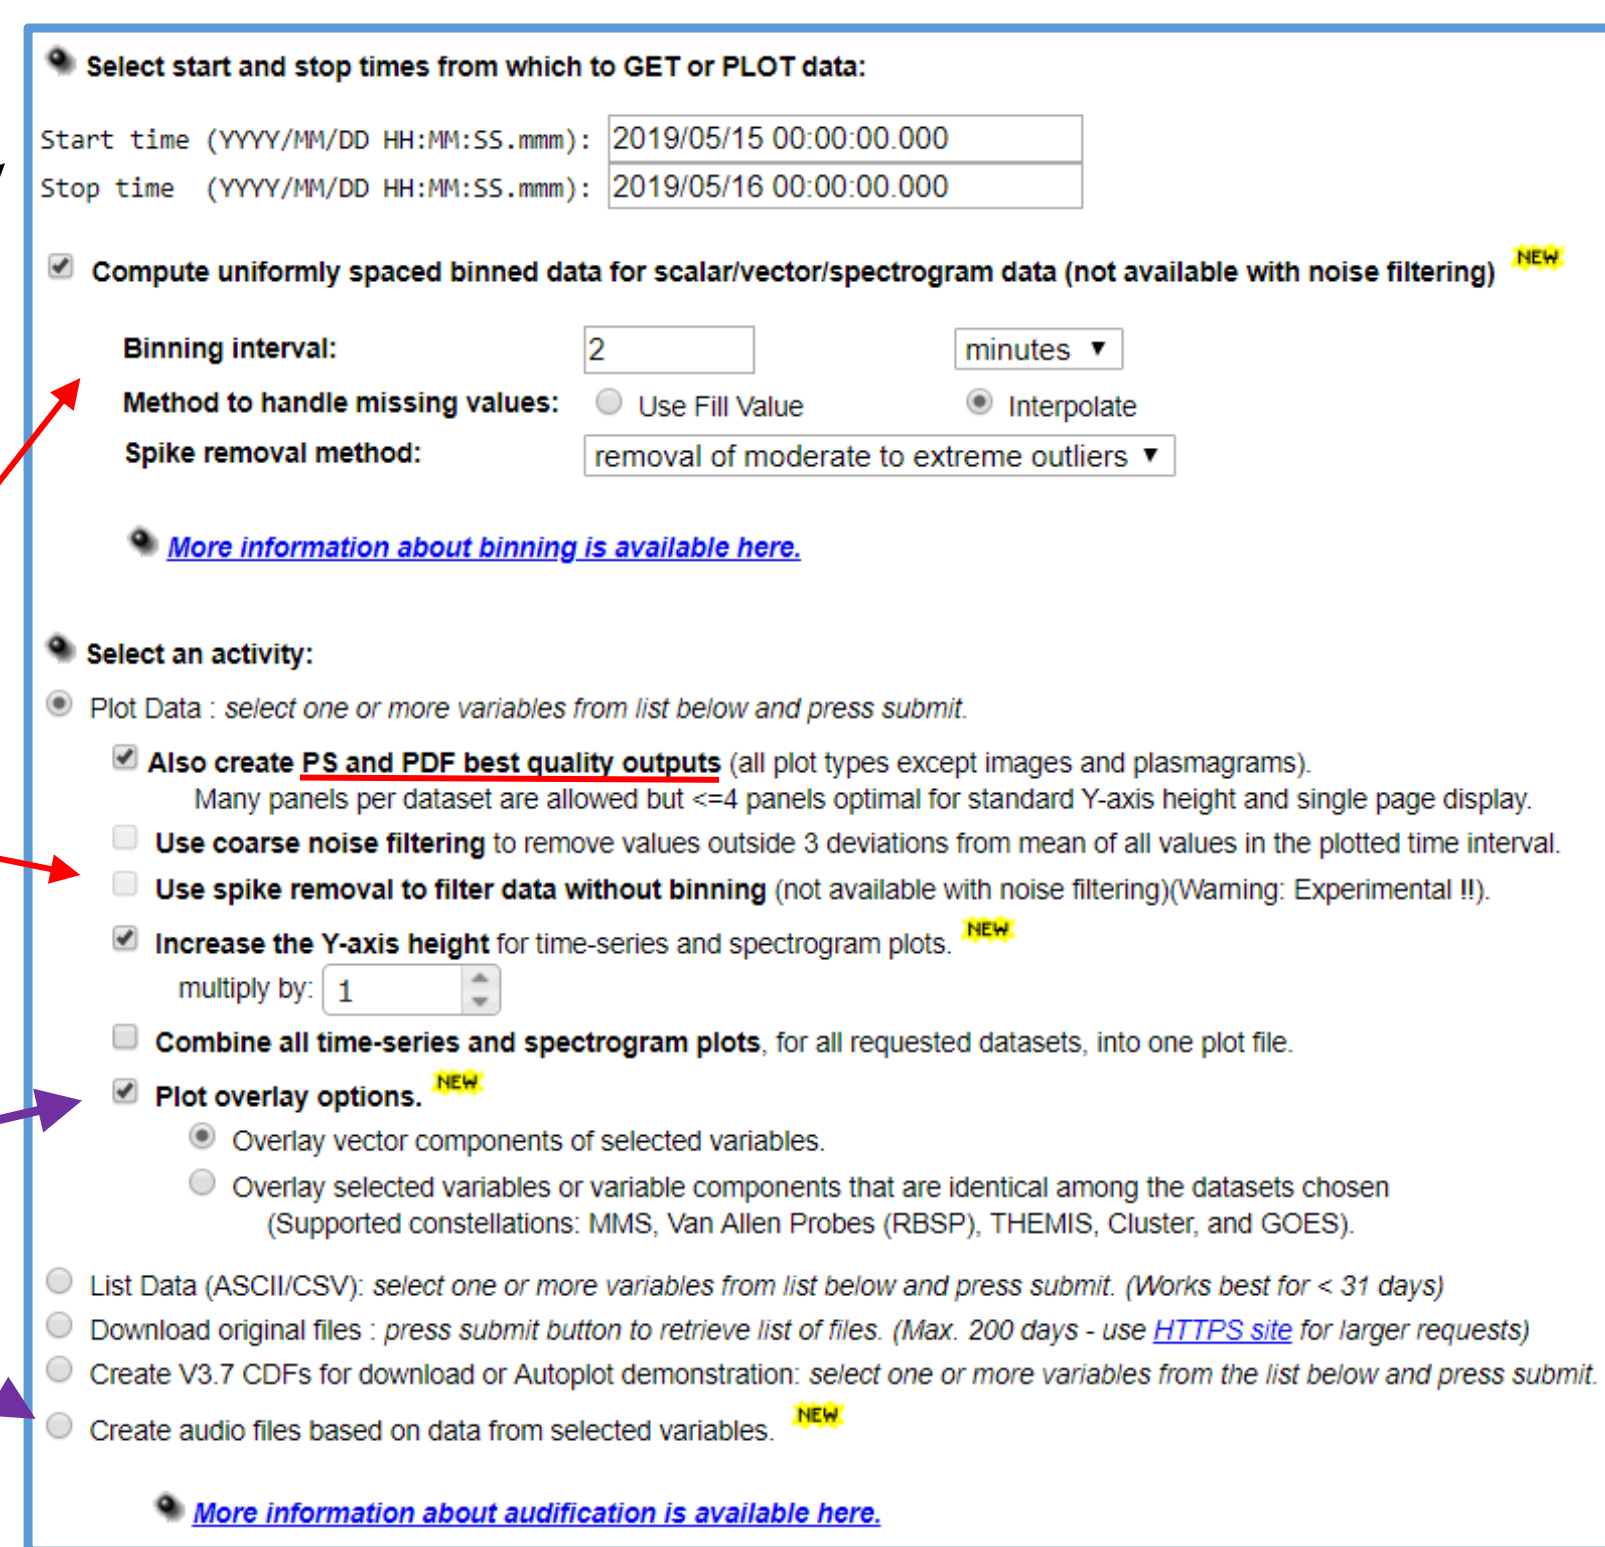 Select start and stop times from which to GET or PLOT data:
Start time (YYYY/MM/DD HH:MM:SS.mmm): 2019/05/15 00:00:00.000
Stop time (YYYY/MM/DD HH:MM:SS.mmm): 2019/05/16 00:00:00.000
Compute uniformly spaced binned data for scalar/vector/spectrogram data (not available with noise filtering) NEW
Binning interval: 2 minutes
Method to handle missing values: Use Fill Value Interpolate
Spike removal method: removal of moderate to extreme outliers
More information about binning is available here.
Select an activity:
Plot Data : select one or more variables from list below and press submit.
Also create PS and PDF best quality outputs (all plot types except images and plasmagrams).
Many panels per dataset are allowed but <=4 panels optimal for standard Y-axis height and single page display.
Use coarse noise filtering to remove values outside 3 deviations from mean of all values in the plotted time interval.
Use spike removal to filter data without binning (not available with noise filtering)(Warning: Experimental !!).
Increase the Y-axis height for time-series and spectrogram plots. NEW
multiply by: 1
Combine all time-series and spectrogram plots, for all requested datasets, into one plot file.
Plot overlay options. NEW
Overlay vector components of selected variables.
Overlay selected variables or variable components that are identical among the datasets chosen
(Supported constellations: MMS, Van Allen Probes (RBSP), THEMIS, Cluster, and GOES).
List Data (ASCII/CSV): select one or more variables from list below and press submit. (Works best for < 31 days)
Download original files : press submit button to retrieve list of files. (Max. 200 days - use HTTPS site for larger requests)
Create V3.7 CDFs for download or Autoplot demonstration: select one or more variables from the list below and press submit.
Create audio files based on data from selected variables. NEW
More information about audification is available here.